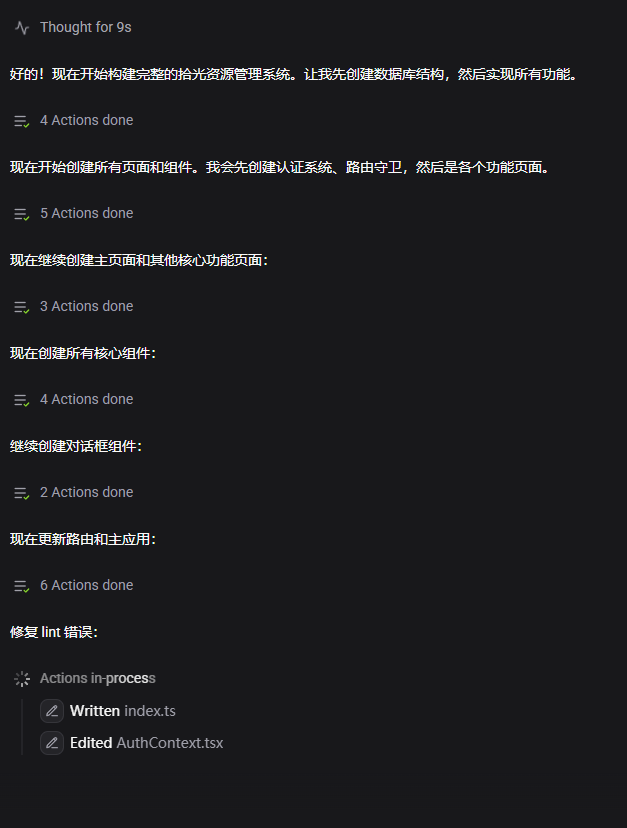 Thought for 9s
好的！现在开始构建完整的拾光资源管理系统。让我先创建数据库结构，然后实现所有功能。
4 Actions done
现在开始创建所有页面和组件。我会先创建认证系统、路由守卫，然后是各个功能页面。
5 Actions done
现在继续创建主页面和其他核心功能页面：
3 Actions done
现在创建所有核心组件：
4 Actions done
继续创建对话框组件：
2 Actions done
现在更新路由和主应用：
6 Actions done
修复 lint 错误：
Actions in-process
Written index.ts
Edited AuthContext.tsx